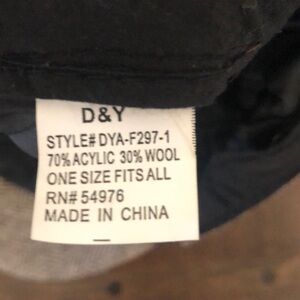 D&Y
STYLE# DYA-F297-1
70% ACYLIC 30% WOOL
ONE SIZE FITS ALL
RN# 54976
MADE IN CHINA